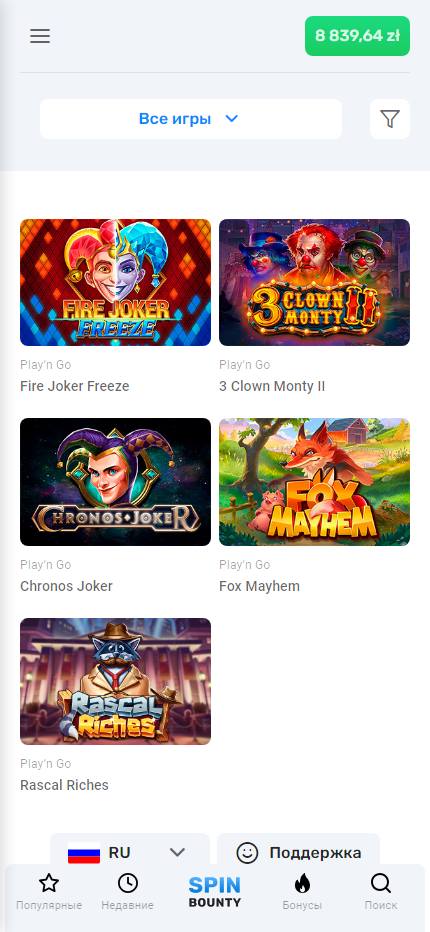 8 839,64 zł
Все игры
FIRE JOKER
FREEZE
3 CLOWN
MONTY II
Play'n Go
Fire Joker Freeze
Play'n Go
3 Clown Monty II
CHRONOS JOKER
FOX
MAYHEM
Play'n Go
Chronos Joker
Play'n Go
Fox Mayhem
RASCAL
RICHES
Play'n Go
Rascal Riches
RU
Поддержка
Популярные
Недавние
SPIN
BOUNTY
Бонусы
Поиск